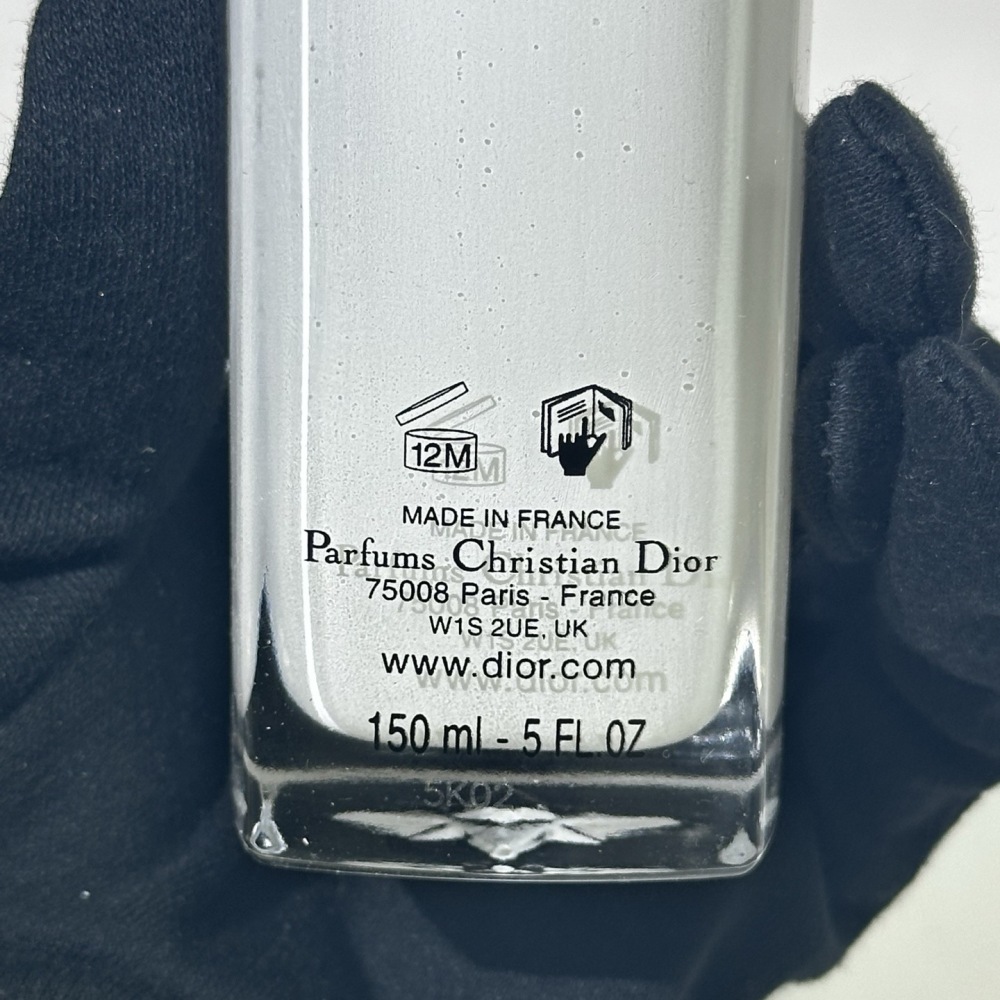 12M
MADE IN FRANCE
Parfums Christian Dior
75008 Paris - France
W1S 2UE, UK
www.dior.com
150 ml - 5 FL.OZ
5K02